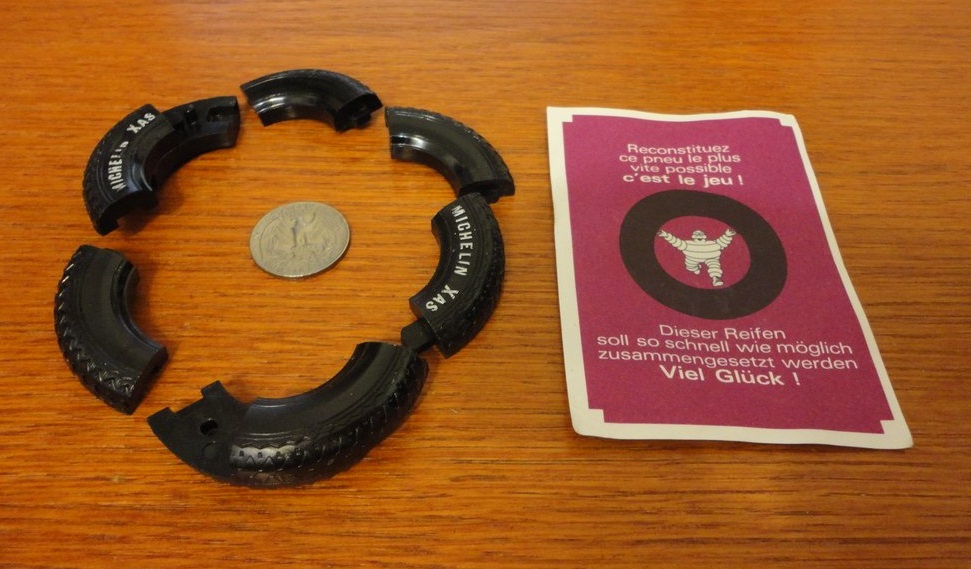 MICHELIN XAS
MICHELIN XAS
Reconstituez
ce pneu le plus
vite possible
c'est le jeu !
Dieser Reifen
soll so schnell wie möglich
zusammengesetzt werden
Viel Glück !